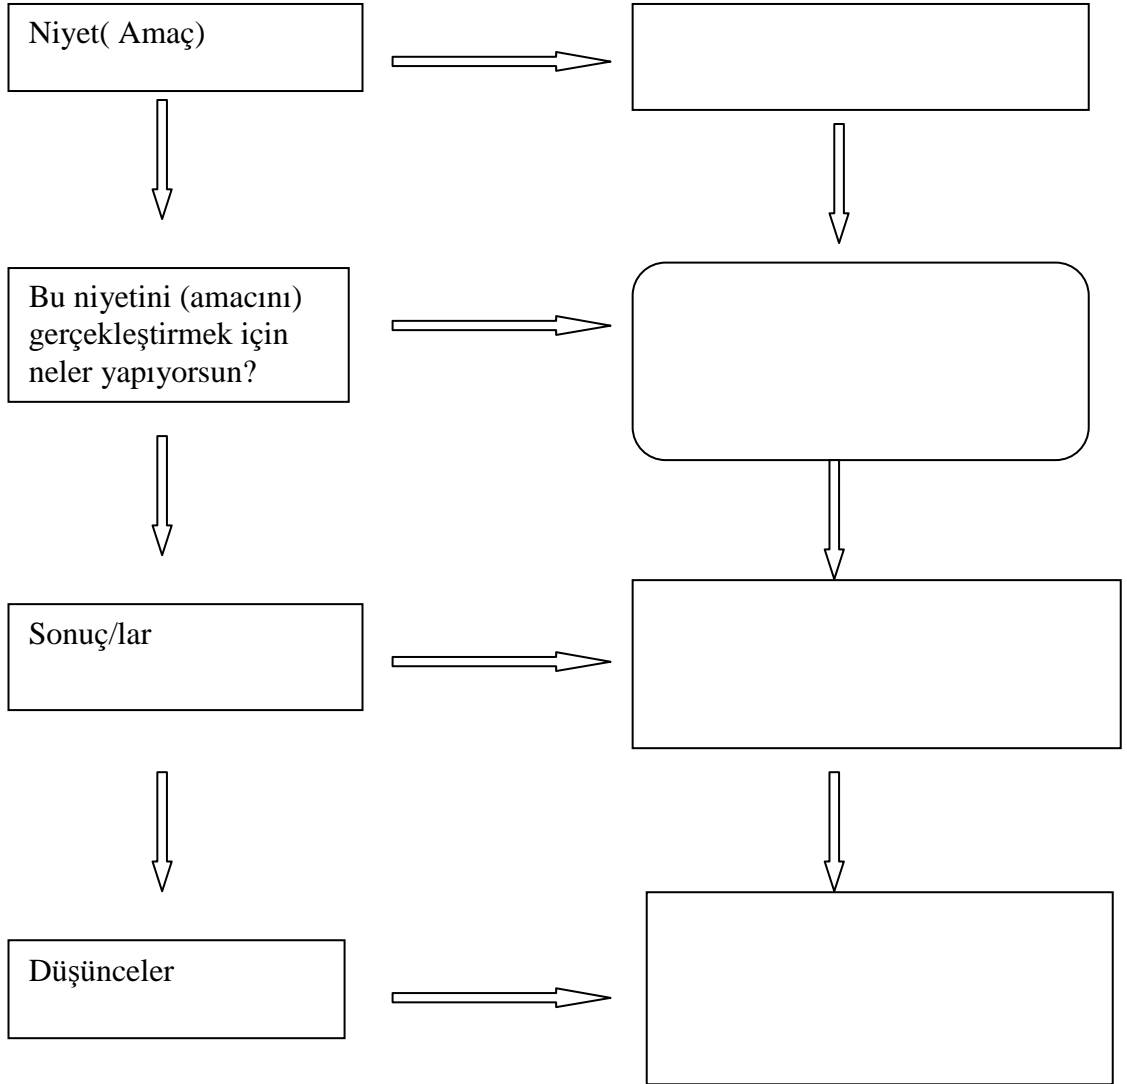 Niyet( Amaç)
Bu niyetini (amacını)
gerçekleştirmek için
neler yapıyorsun?
Sonuç/lar
Düşünceler